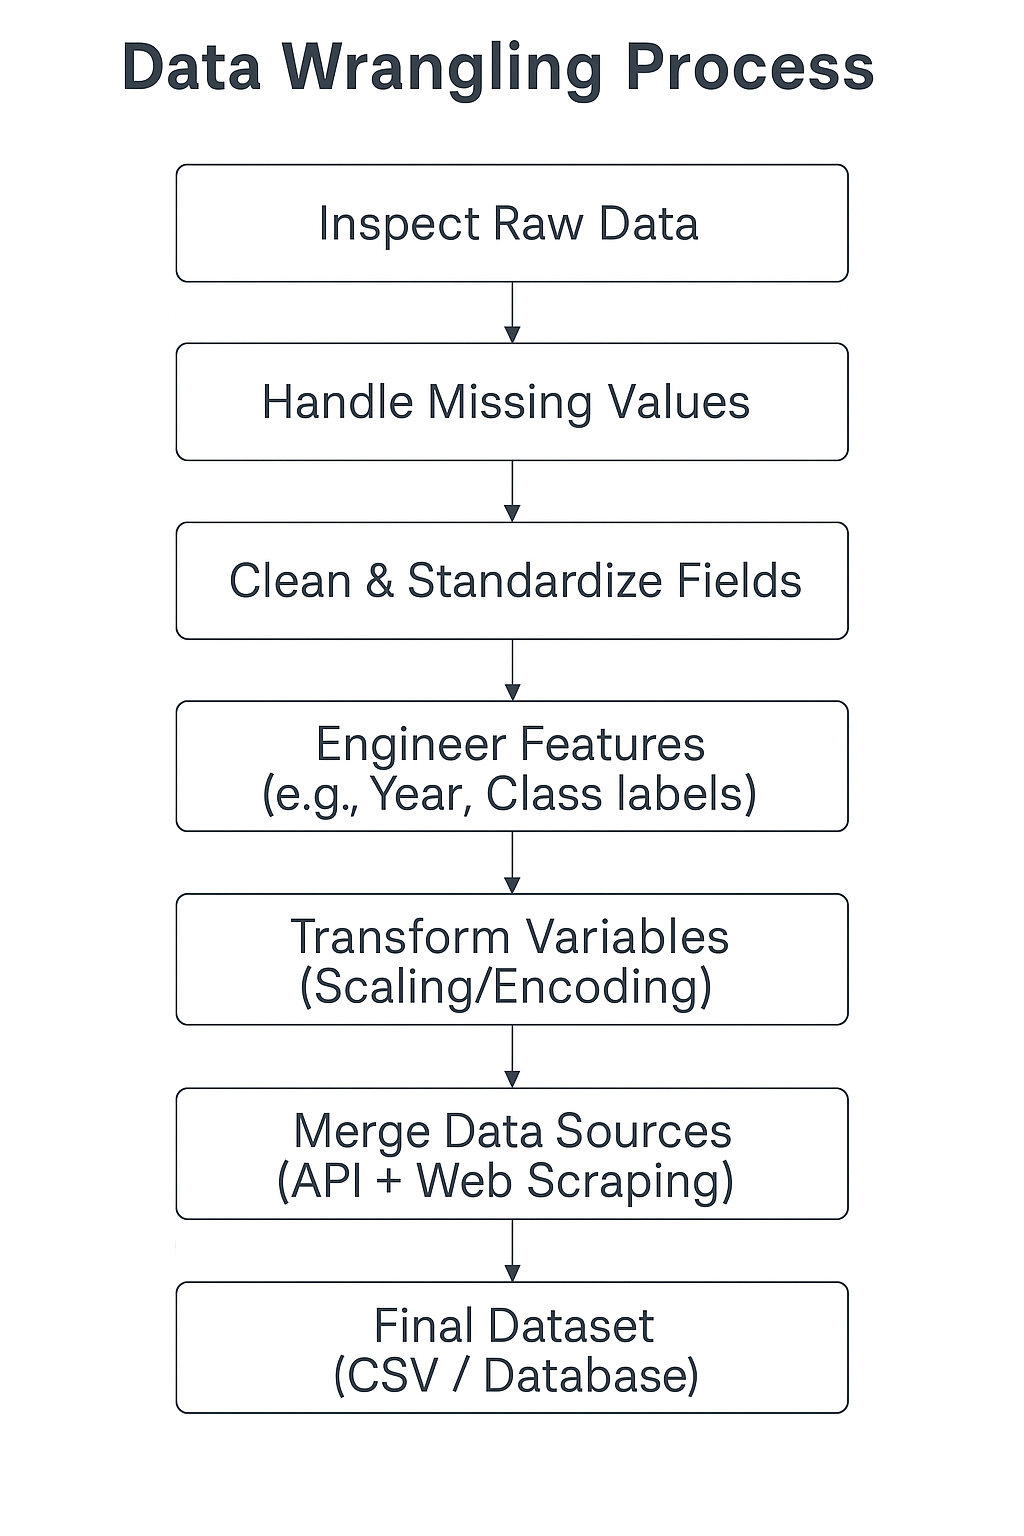 Data Wrangling Process
Inspect Raw Data
Handle Missing Values
Clean & Standardize Fields
Engineer Features
(e.g., Year, Class labels)
Transform Variables
(Scaling/Encoding)
Merge Data Sources
(API + Web Scraping)
Final Dataset
(CSV / Database)